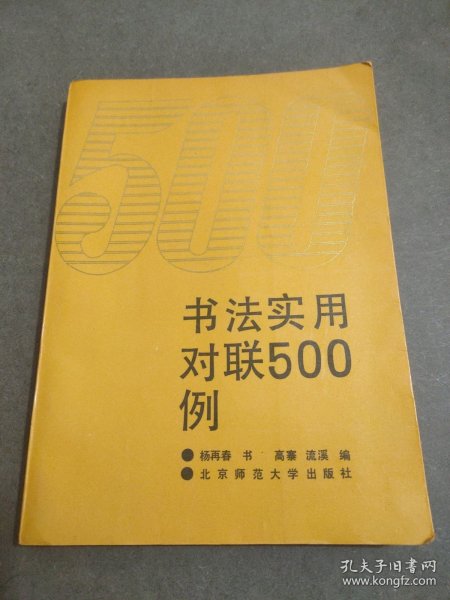 500
书法实用
对联500
例
●杨再春 书 高寨 流溪 编
●北京师范大学出版社
孔夫子旧书网
www.kongfz.com